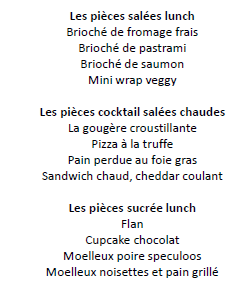 Les pièces salées lunch
Brioché de fromage frais
Brioché de pastrami
Brioché de saumon
Mini wrap veggy
Les pièces cocktail salées chaudes
La gougère croustillante
Pizza à la truffe
Pain perdue au foie gras
Sandwich chaud, cheddar coulant
Les pièces sucrée lunch
Flan
Cupcake chocolat
Moelleux poire speculoos
Moelleux noisettes et pain grillé